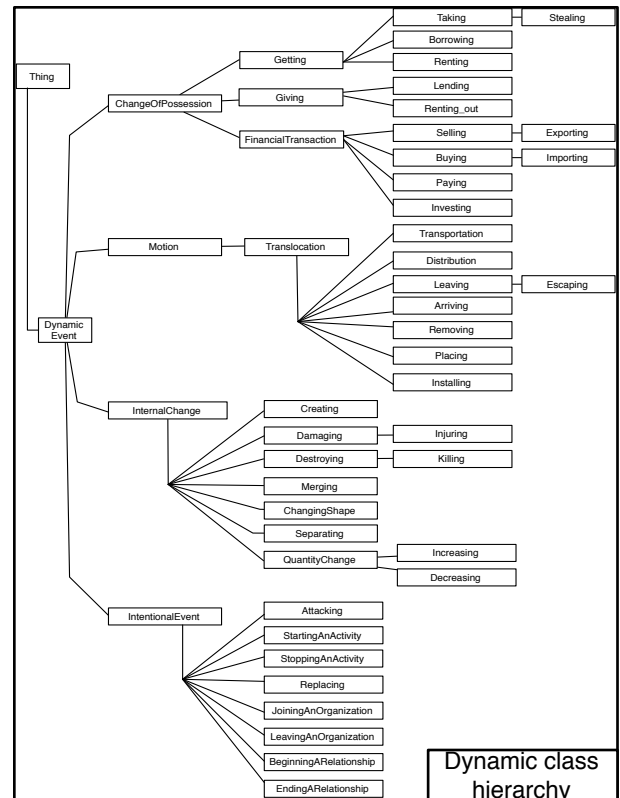 Thing
Dynamic
Event
ChangeOfPossession
Getting
Taking
Stealing
Borrowing
Renting
Giving
Lending
Renting_out
FinancialTransaction
Selling
Exporting
Buying
Importing
Paying
Investing
Motion
Translocation
Transportation
Distribution
Leaving
Escaping
Arriving
Removing
Placing
Installing
InternalChange
Creating
Damaging
Injuring
Destroying
Killing
Merging
ChangingShape
Separating
QuantityChange
Increasing
Decreasing
IntentionalEvent
Attacking
StartingAnActivity
StoppingAnActivity
Replacing
JoiningAnOrganization
LeavingAnOrganization
BeginningARelationship
EndingARelationship
Dynamic class
hierarchy